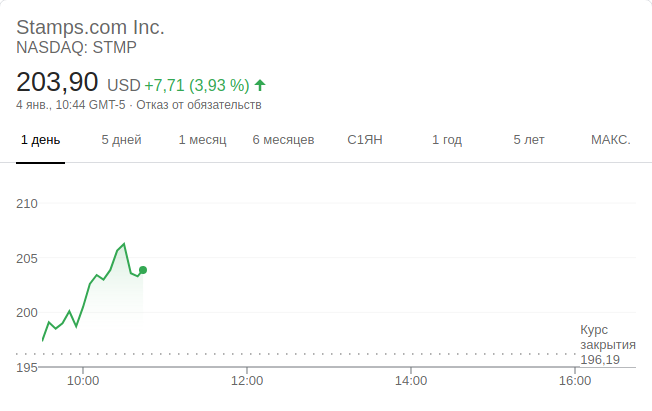 Stamps.com Inc.
NASDAQ: STMP
203,90 USD +7,71 (3,93 %)
4 янв., 10:44 GMT-5 · Отказ от обязательств
1 день 5 дней 1 месяц 6 месяцев С1ЯН 1 год 5 лет МАКС.
210
205
200
195
Курс
закрытия
196,19
10:00 12:00 14:00 16:00